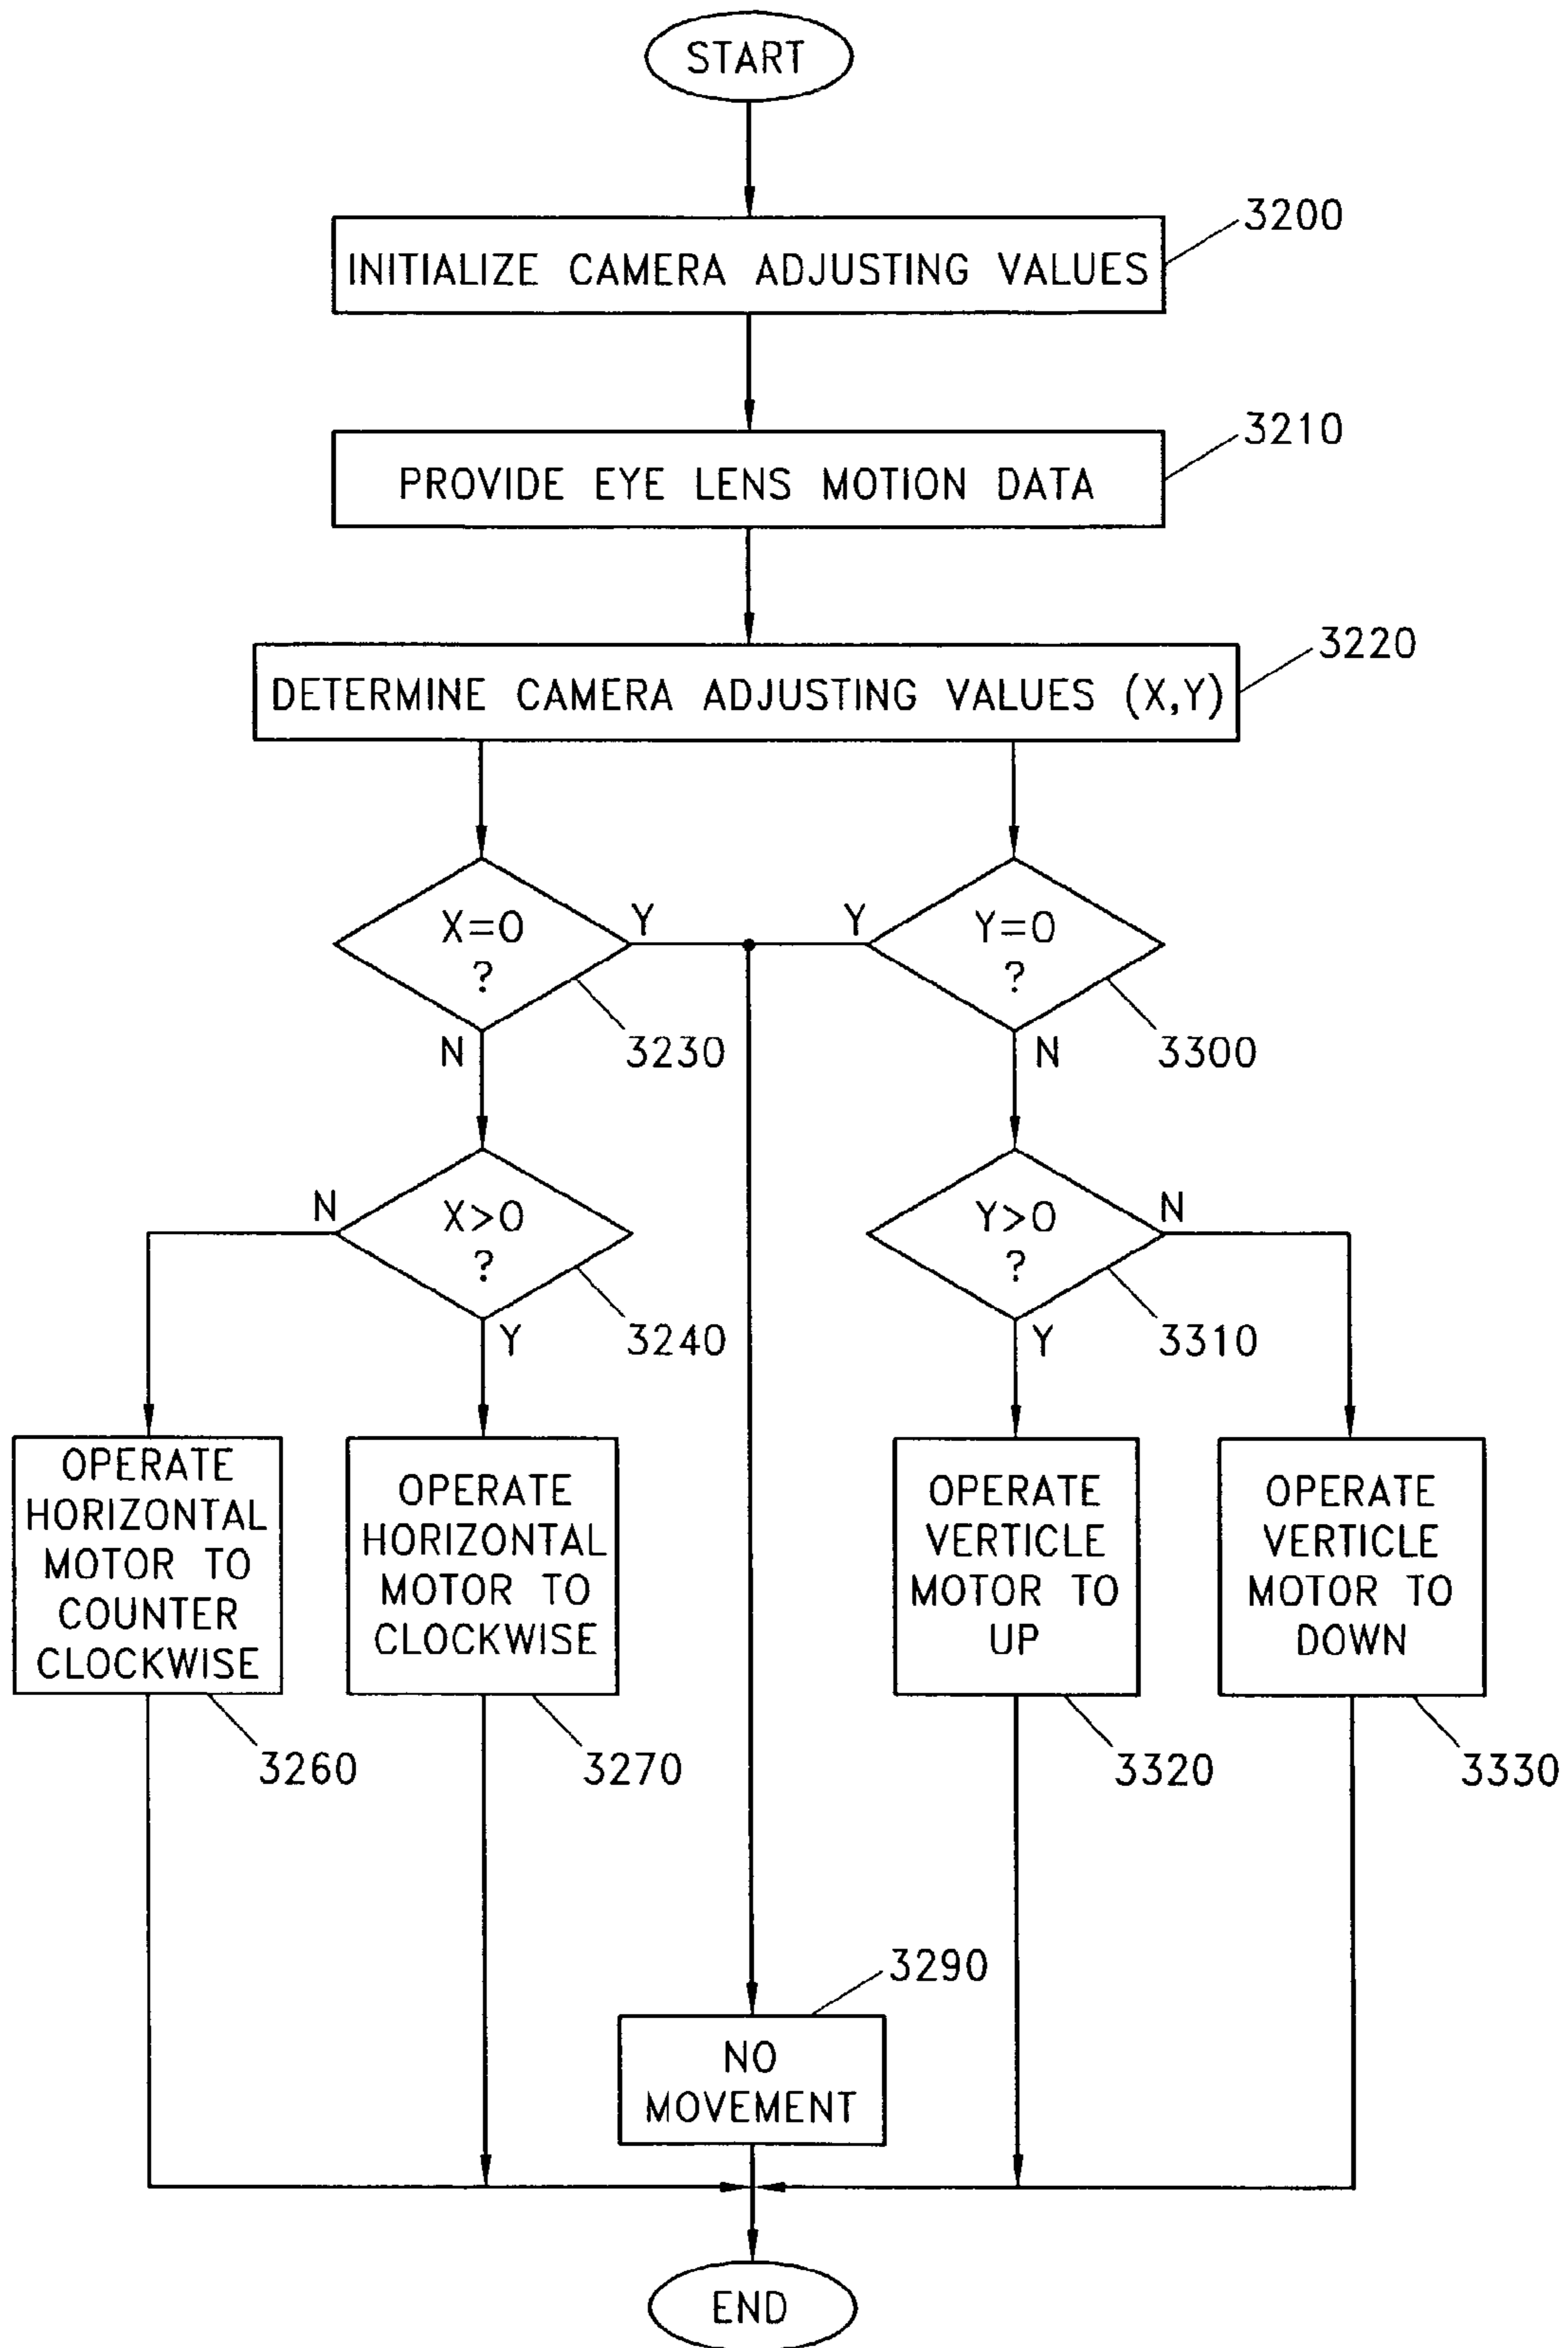 START
3200
INITIALIZE CAMERA ADJUSTING VALUES
3210
PROVIDE EYE LENS MOTION DATA
3220
DETERMINE CAMERA ADJUSTING VALUES (X,Y)
X=0
?
Y
Y
Y=0
?
N
3230
N
3300
N
X>0
?
Y
3240
Y>0
?
N
Y
3310
OPERATE
HORIZONTAL
MOTOR TO
COUNTER
CLOCKWISE
3260
OPERATE
HORIZONTAL
MOTOR TO
CLOCKWISE
3270
OPERATE
VERTICLE
MOTOR TO
UP
3320
OPERATE
VERTICLE
MOTOR TO
DOWN
3330
3290
NO
MOVEMENT
END